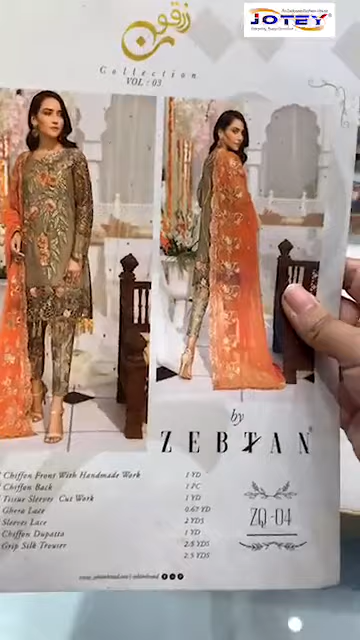 JOTEY
زرقون
Collection
VOL : 03
by
ZEBTAN
Chiffon Front With Handmade Work 1 YD
Chiffon Back 1 PC
Tissue Sleeves Cut Work 1 YD
Ghera Lace 0.67 YD
Sleeves Lace 2 YDS
Chiffon Dupatta 1 YD
Grip Silk Trouser 2.5 YDS
2.5 YDS
ZQ-04